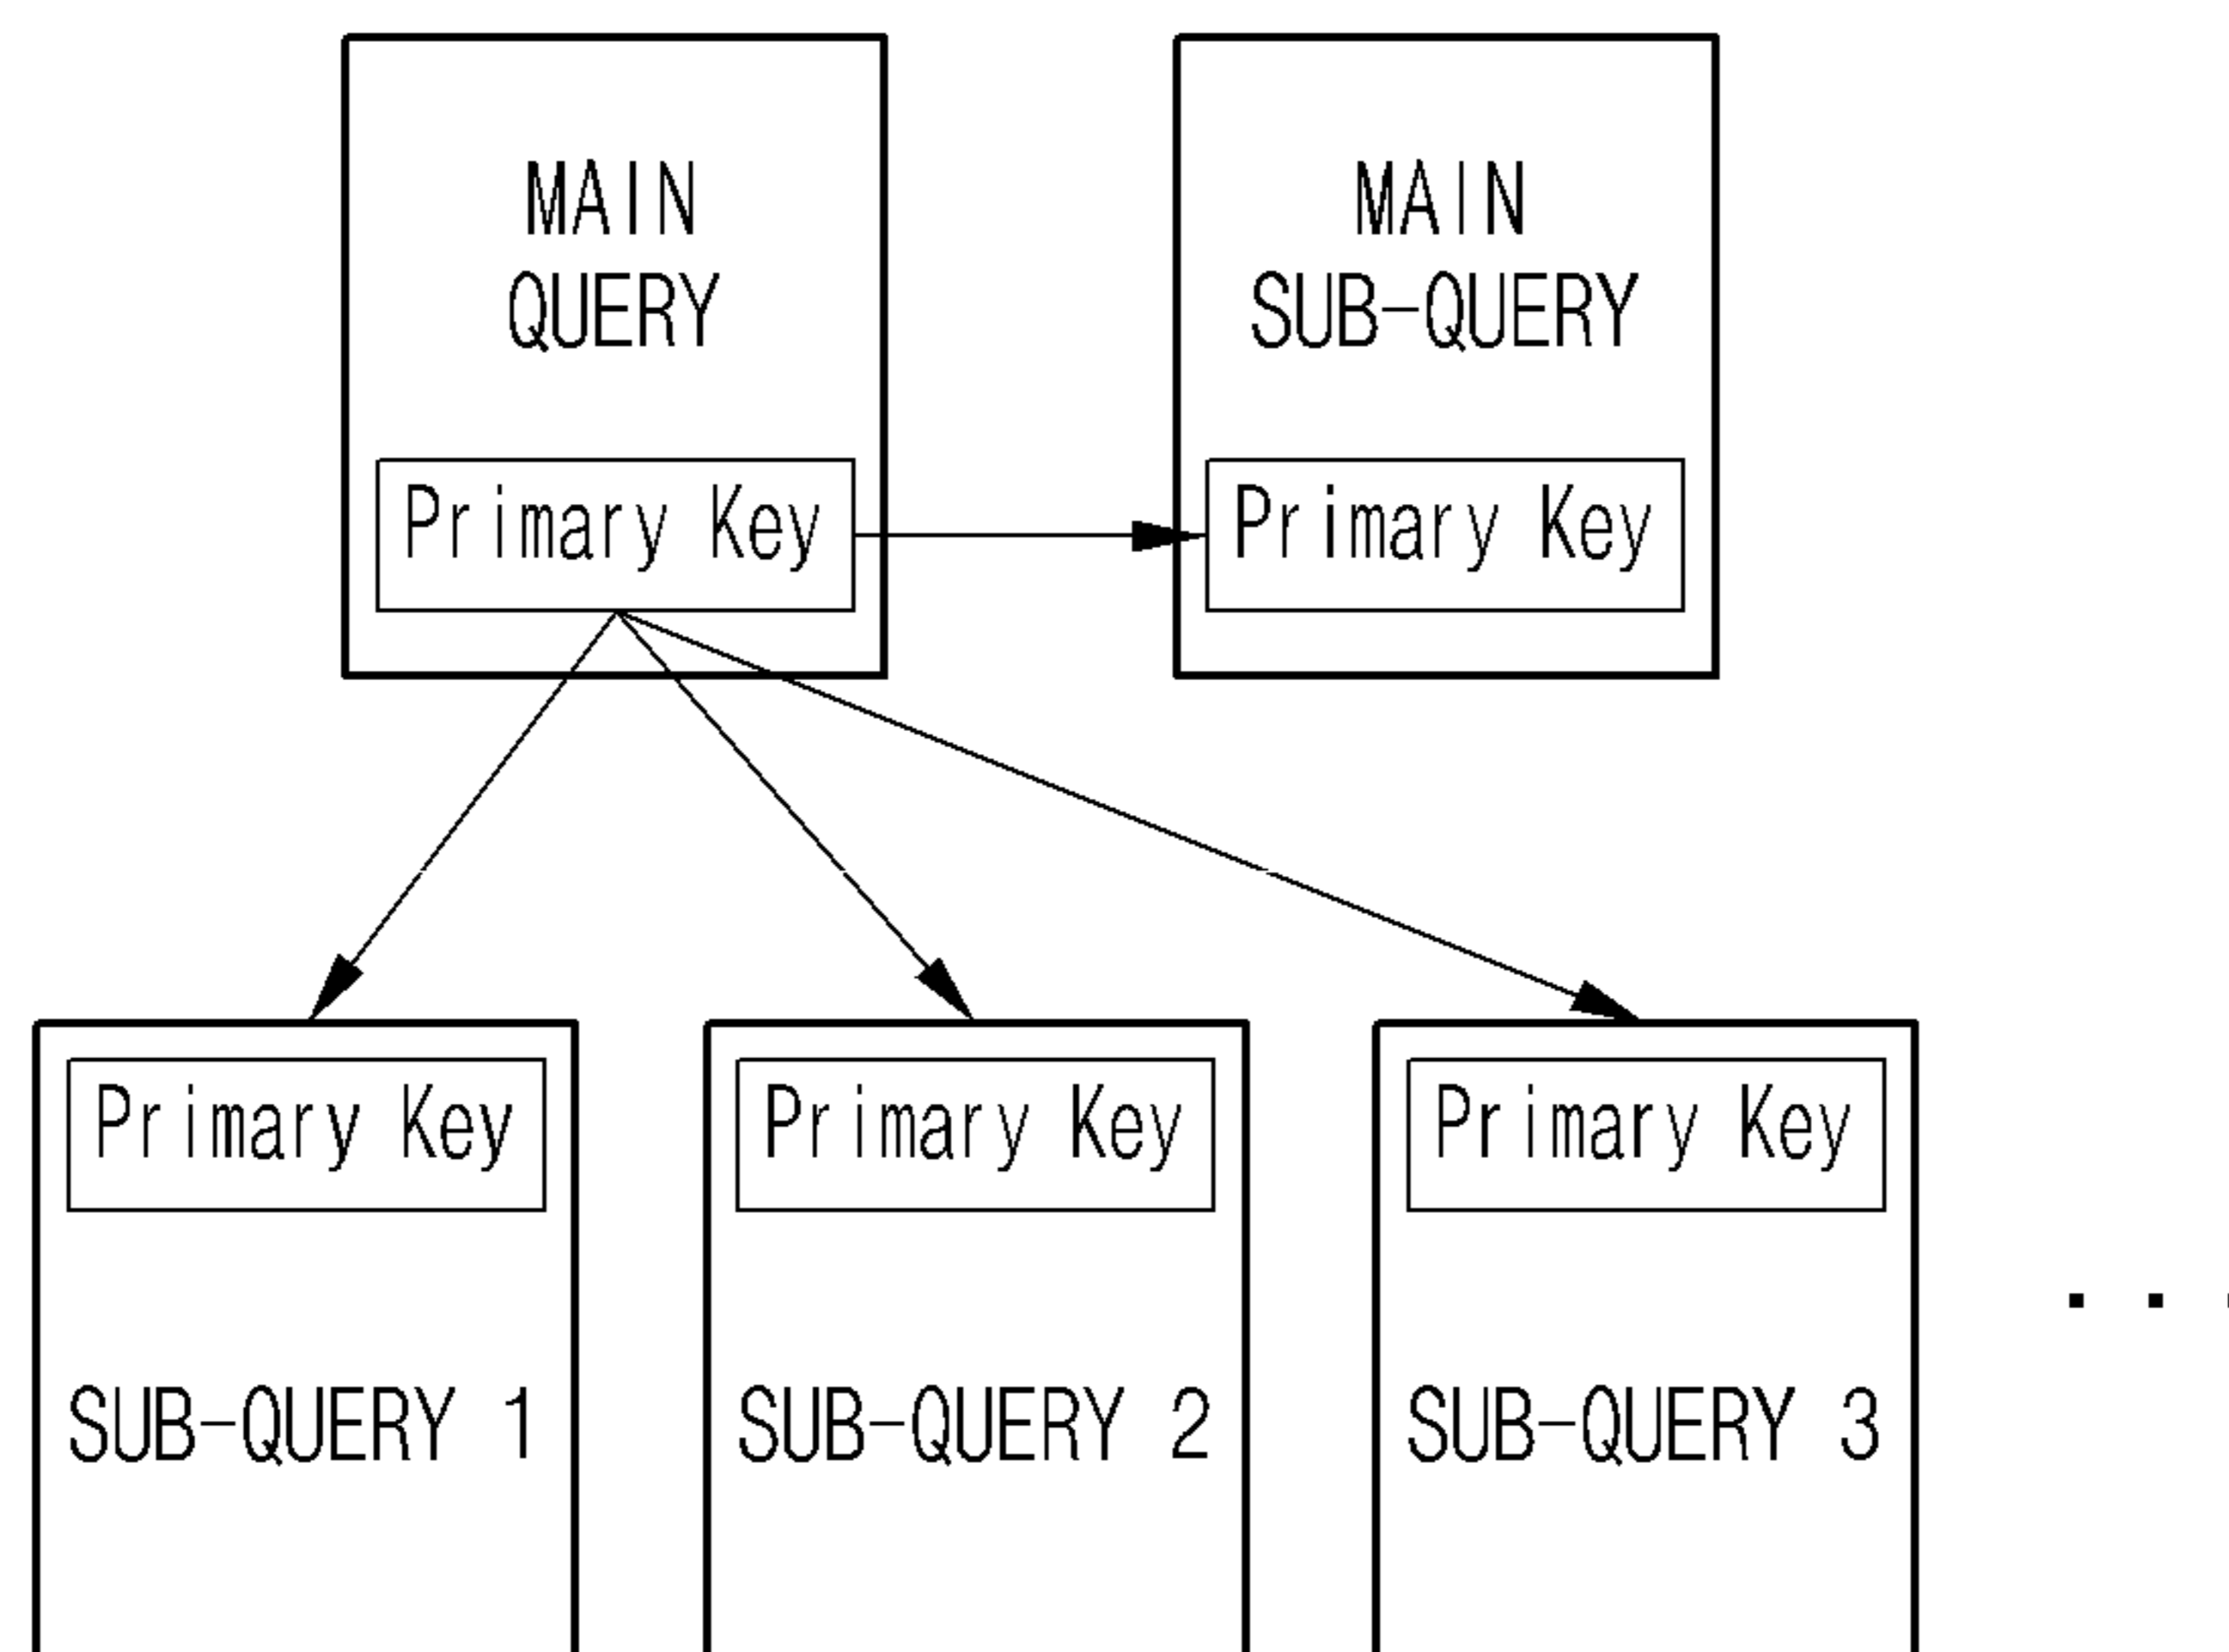 MAIN
QUERY
Primary Key
MAIN
SUB-QUERY
Primary Key
Primary Key
SUB-QUERY 1
Primary Key
SUB-QUERY 2
Primary Key
SUB-QUERY 3
. . .